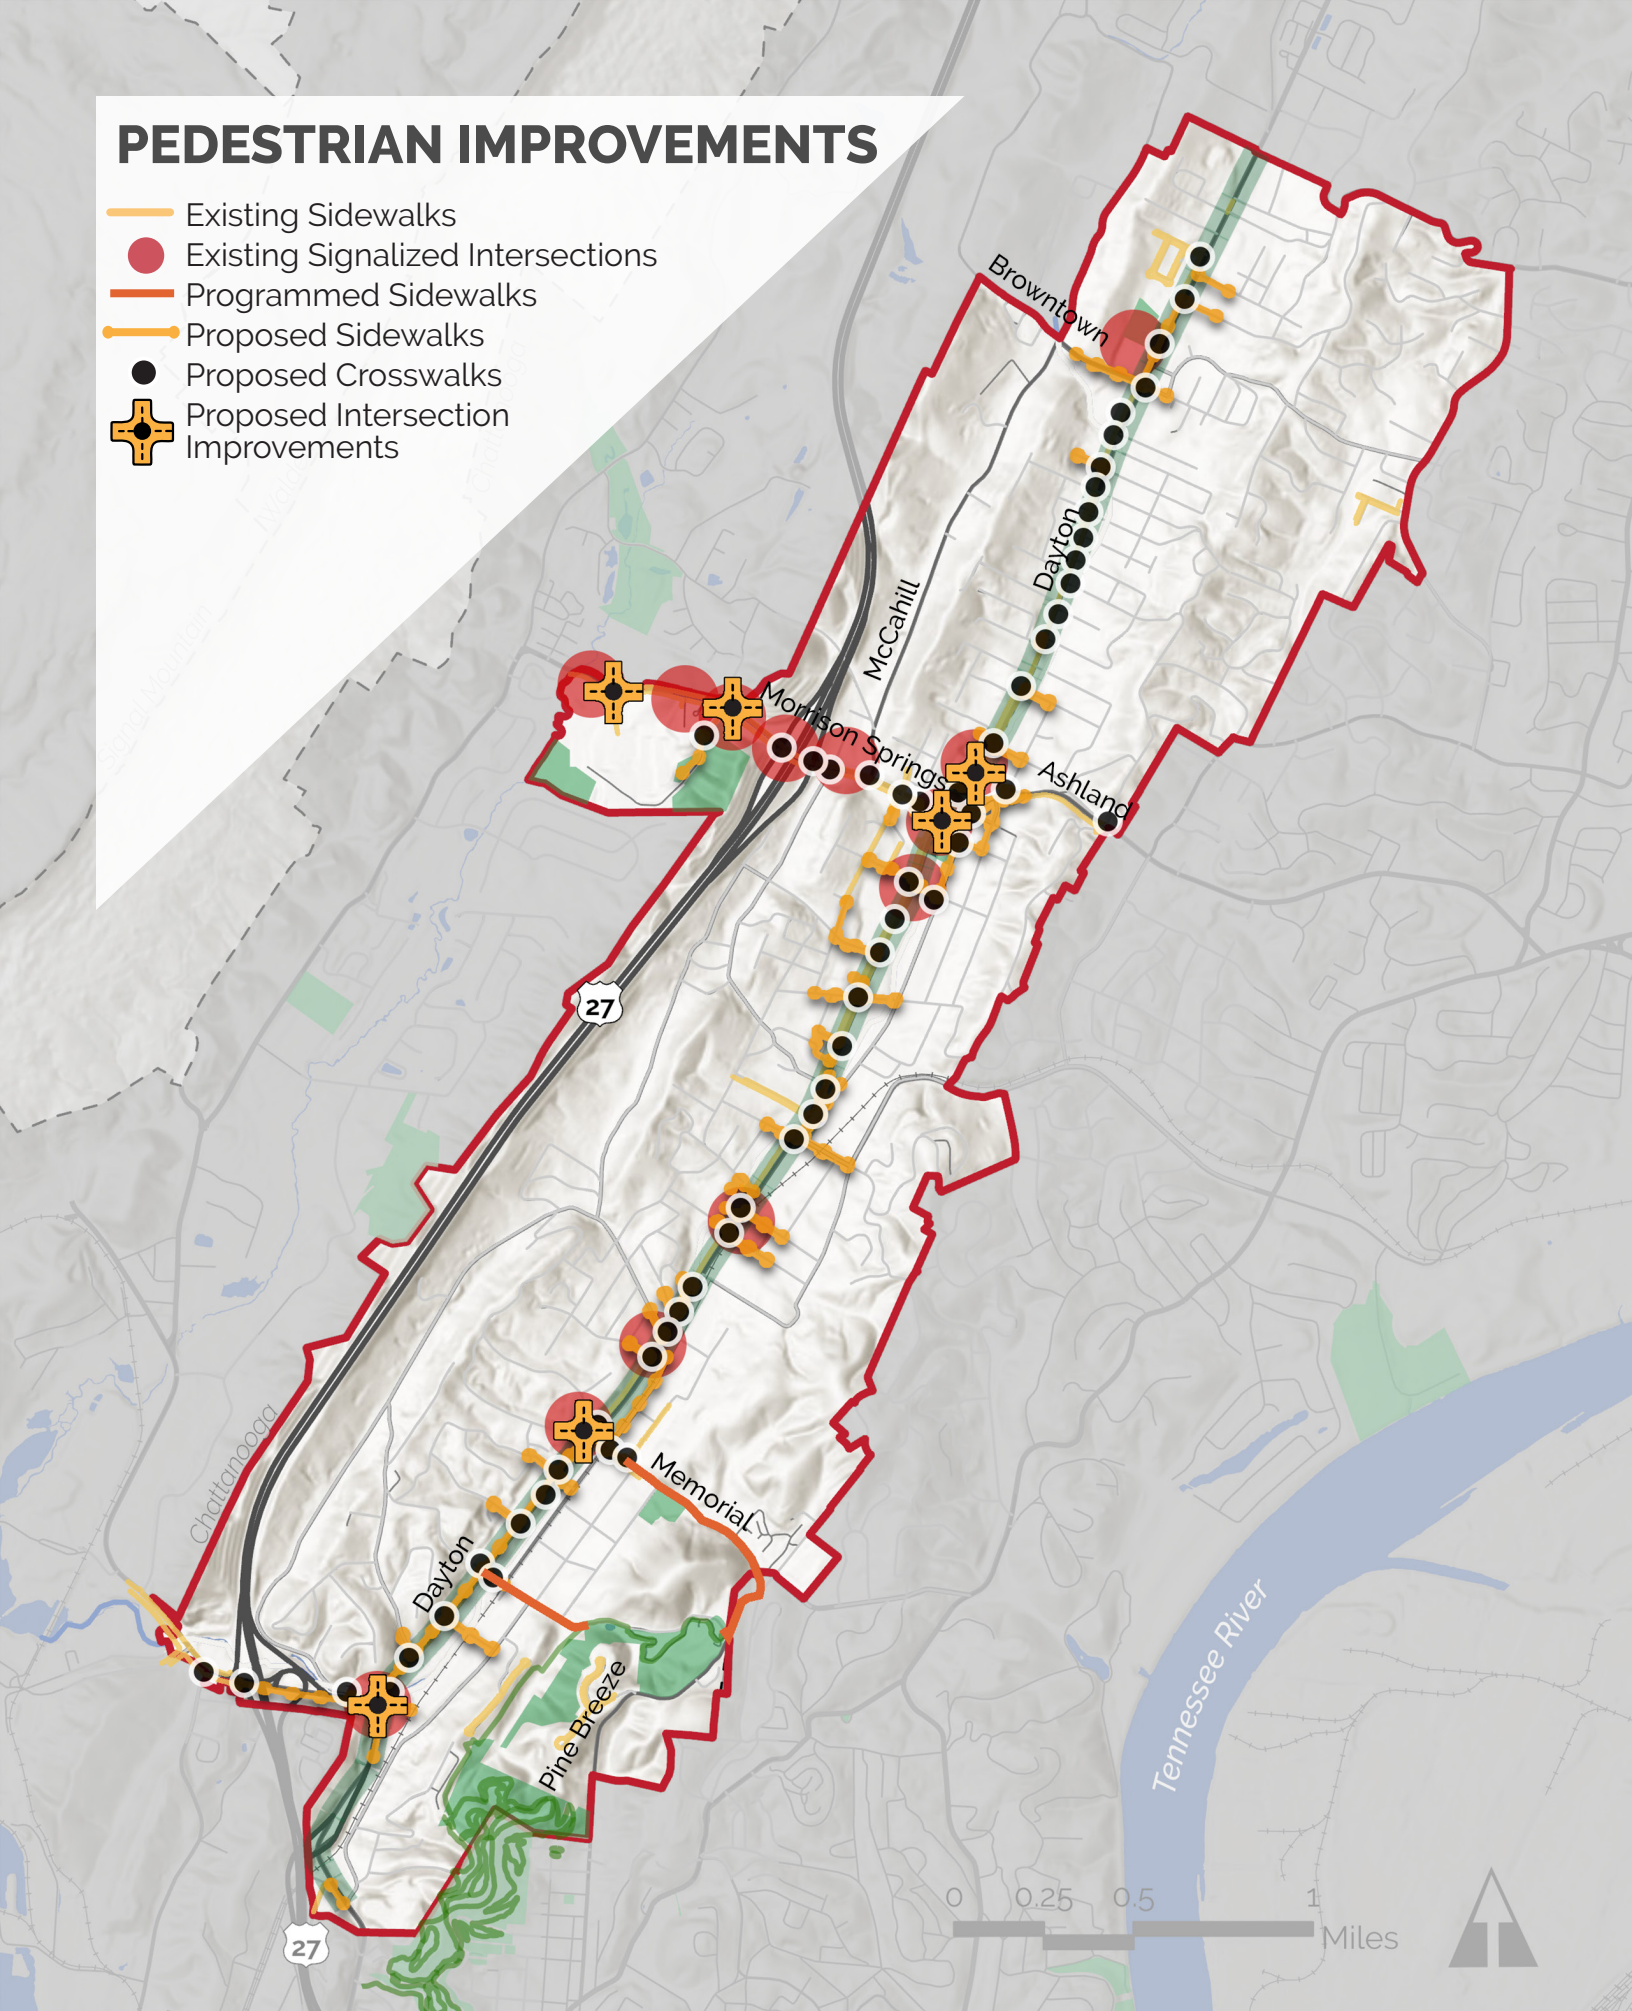 PEDESTRIAN IMPROVEMENTS
Existing Sidewalks
Existing Signalized Intersections
Programmed Sidewalks
Proposed Sidewalks
Proposed Crosswalks
Proposed Intersection
Improvements
Browntown
Dayton
McCahill
Morrison Springs
Ashland
27
Chattanooga
Memorial
Dayton
Pine Breeze
Tennessee River
27
0 0.25 0.5 1
Miles